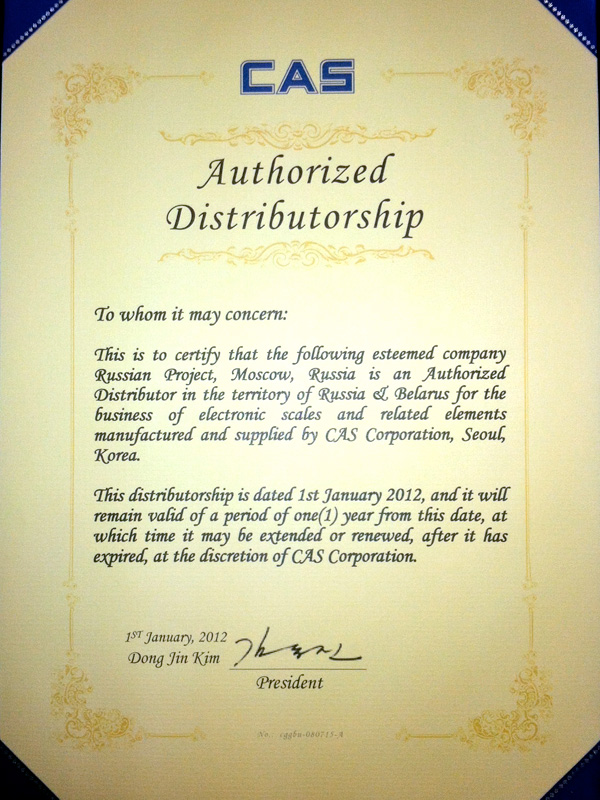 CAS
Authorized
Distributorship
To whom it may concern:
This is to certify that the following esteemed company
Russian Project, Moscow, Russia is an Authorized
Distributor in the territory of Russia & Belarus for the
business of electronic scales and related elements
manufactured and supplied by CAS Corporation, Seoul,
Korea.
This distributorship is dated 1st January 2012, and it will
remain valid of a period of one(1) year from this date, at
which time it may be extended or renewed, after it has
expired, at the discretion of CAS Corporation.
1ST January, 2012
Dong Jin Kim
President
No.: